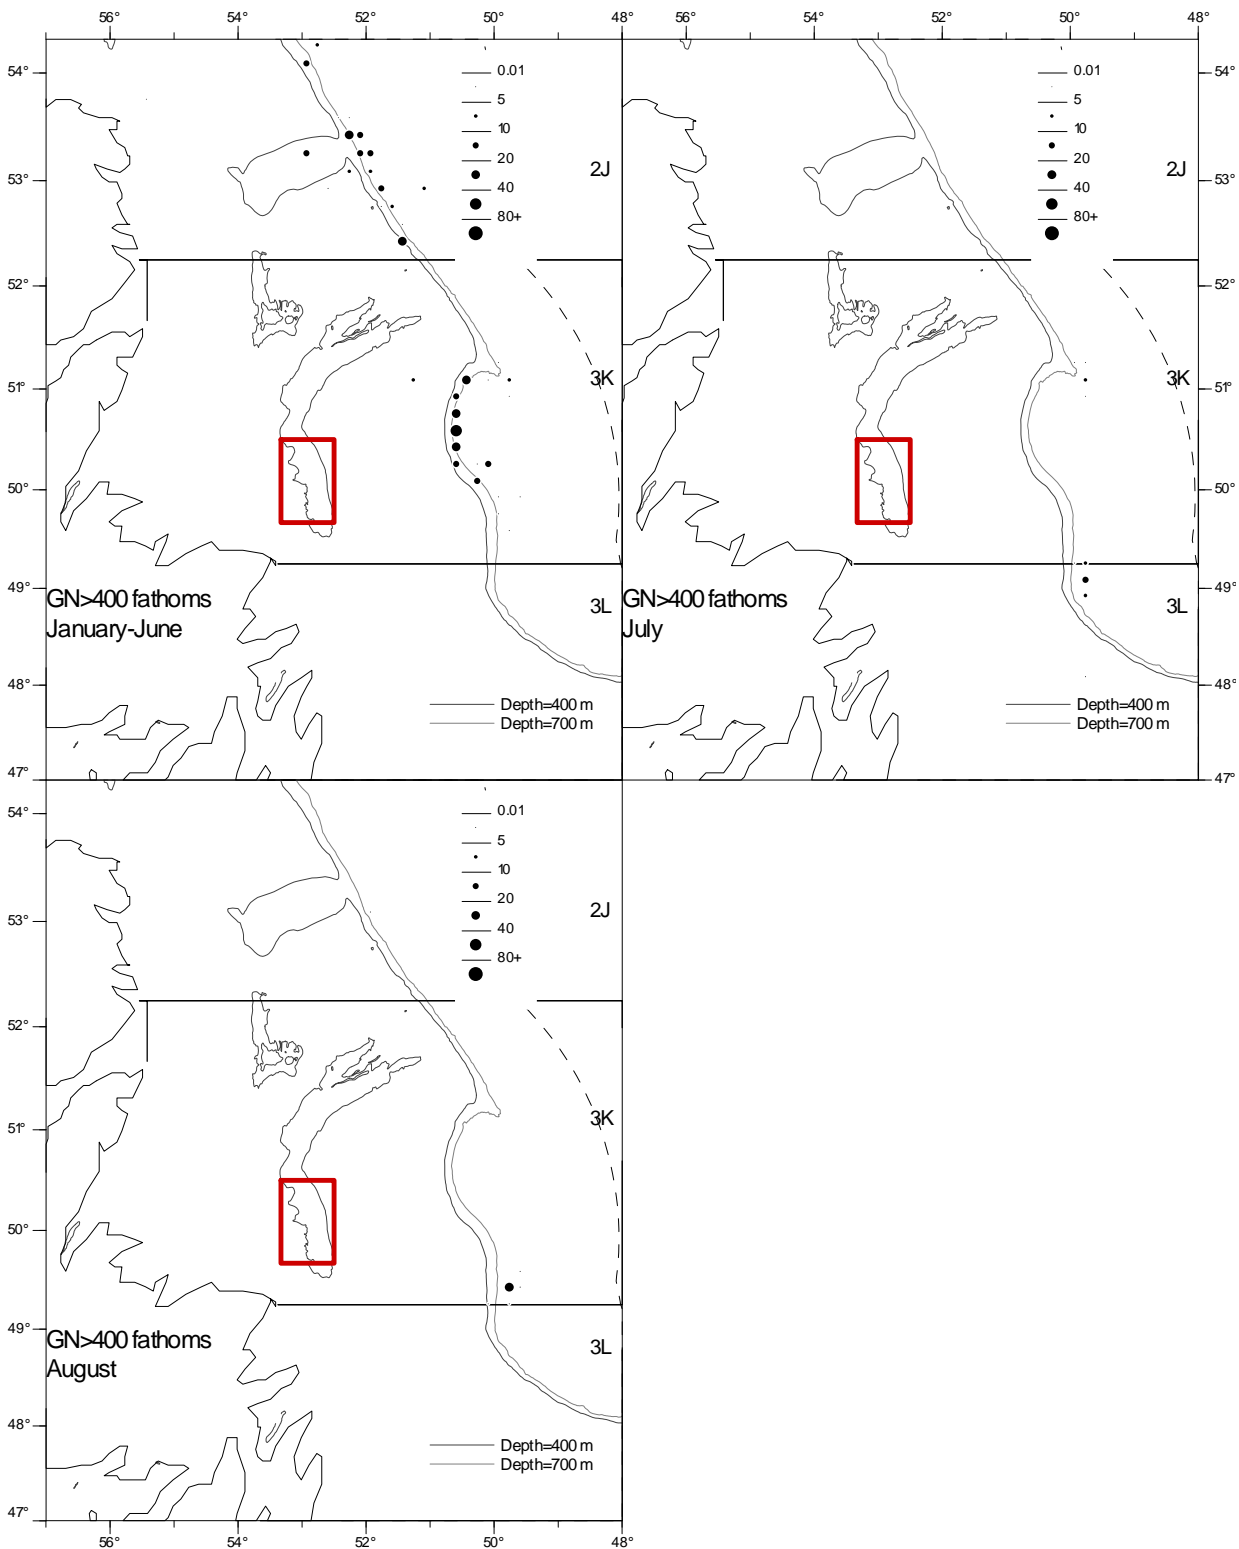 56° 54° 52° 50° 48°
56° 54° 52° 50° 48°
54°
53°
52°
51°
50°
49°
48°
47°
0.01
5
10
20
40
80+
2J
3K
3L
GN>400 fathoms
January-June
Depth=400 m
Depth=700 m
0.01
5
10
20
40
80+
2J
3K
3L
GN>400 fathoms
July
Depth=400 m
Depth=700 m
54°
53°
52°
51°
50°
49°
48°
47°
54°
53°
52°
51°
50°
49°
48°
47°
0.01
5
10
20
40
80+
2J
3K
3L
GN>400 fathoms
August
Depth=400 m
Depth=700 m
56° 54° 52° 50° 48°